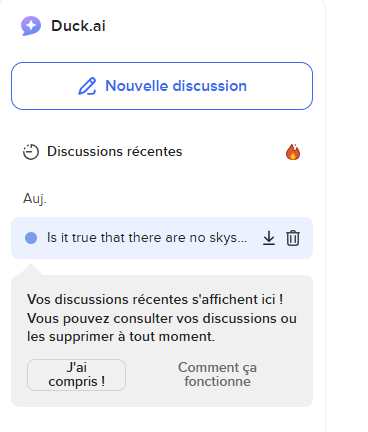 Duck.ai
Nouvelle discussion
Discussions récentes
Auj.
Is it true that there are no skys...
Vos discussions récentes s'affichent ici !
Vous pouvez consulter vos discussions ou
les supprimer à tout moment.
J'ai
compris !
Comment ça
fonctionne